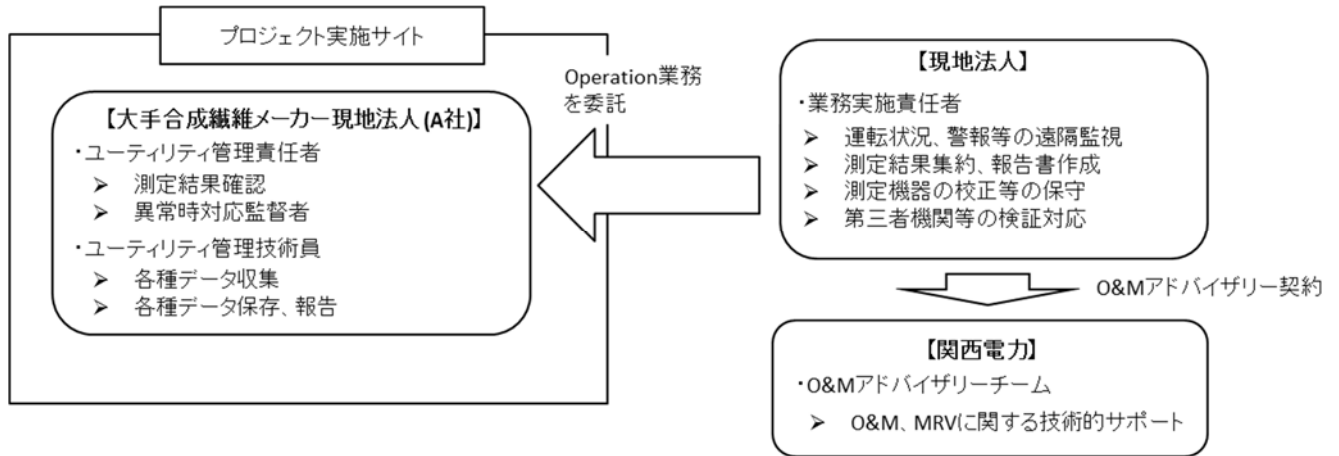 プロジェクト実施サイト
【大手合成繊維メーカー現地法人(A社)】
・ユーティリティ管理責任者
➢ 測定結果確認
➢ 異常時対応監督者
・ユーティリティ管理技術員
➢ 各種データ収集
➢ 各種データ保存、報告
Operation業務
を委託
【現地法人】
・業務実施責任者
➢ 運転状況、警報等の遠隔監視
➢ 測定結果集約、報告書作成
➢ 測定機器の校正等の保守
➢ 第三者機関等の検証対応
O&Mアドバイザリー契約
【関西電力】
・O&Mアドバイザリーチーム
➢ O&M、MRVに関する技術的サポート